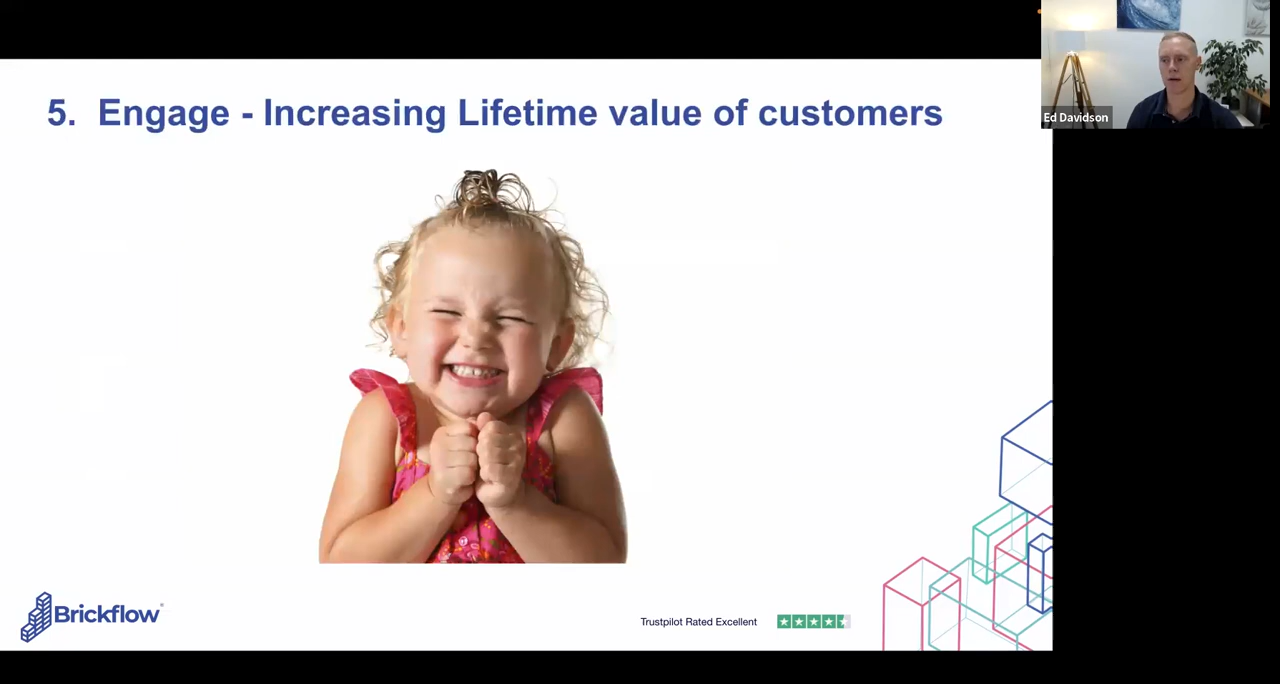 5. Engage - Increasing Lifetime value of customers
Ed Davidson
Brickflow
Trustpilot Rated Excellent